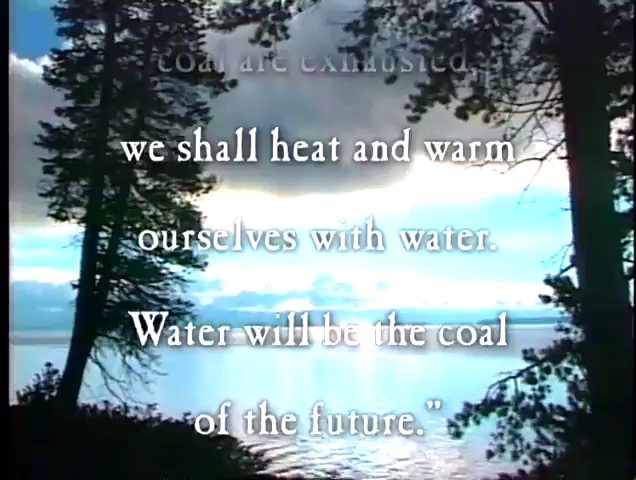 coal are exhausted,
we shall heat and warm
ourselves with water.
Water will be the coal
of the future."